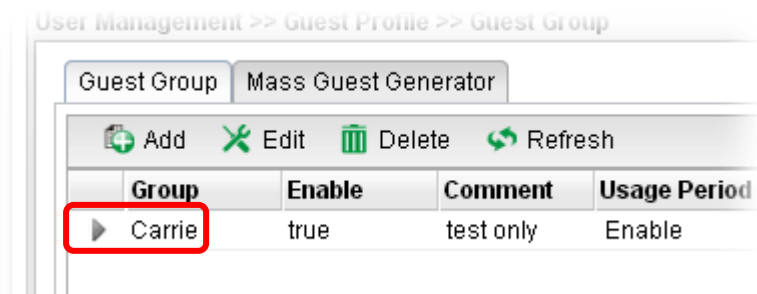 User Management >> Guest Profile >> Guest Group
Guest Group Mass Guest Generator
Add Edit Delete Refresh
Group Enable Comment Usage Period
Carrie true test only Enable